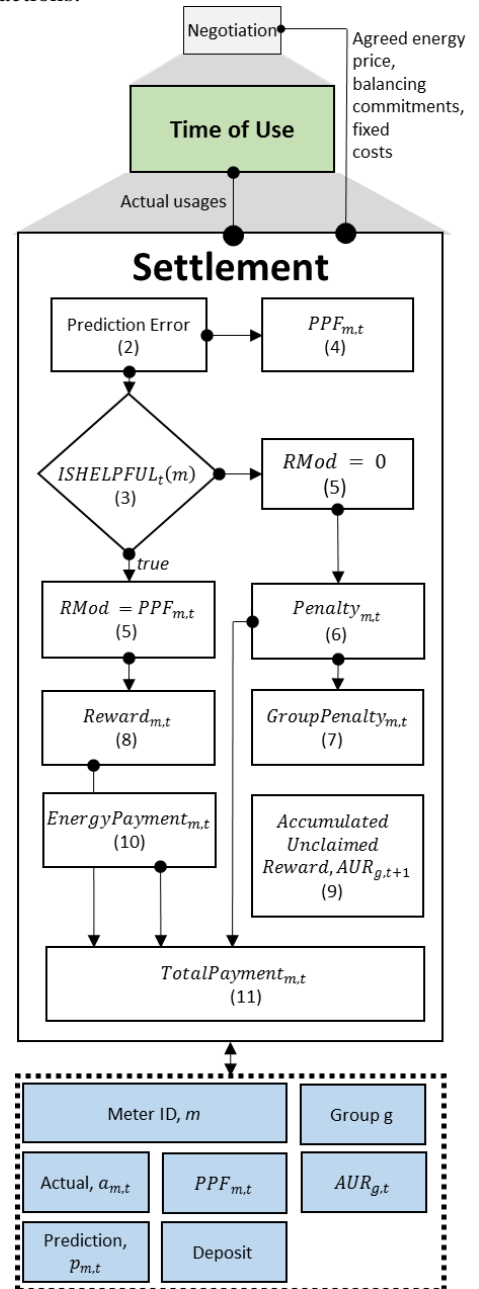 Negotiation
Agreed energy
price,
balancing
commitments,
fixed
costs
Time of Use
Actual usages
Settlement
Prediction Error
(2)
PPF_{m,t}
(4)
ISHELPFUL_t(m)
(3)
RMod = 0
(5)
true
RMod = PPF_{m,t}
(5)
Penalty_{m,t}
(6)
Reward_{m,t}
(8)
GroupPenalty_{m,t}
(7)
EnergyPayment_{m,t}
(10)
Accumulated
Unclaimed
Reward, AUR_{g,t+1}
(9)
TotalPayment_{m,t}
(11)
Meter ID, m
Group g
Actual, a_{m,t}
PPF_{m,t}
AUR_{g,t}
Prediction,
p_{m,t}
Deposit